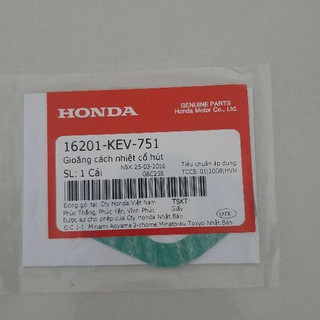 HONDA
GENUINE PARTS
Honda Motor Co., Ltd.
16201-KEV-751
Gioăng cách nhiệt cổ hút
NSX: 25-03-2016
Tiêu chuẩn áp dụng
SL: 1 Cái
TCCS: 01|2008/HVN
Đóng gói tại: Cty Honda Việt Nam
TSKT
Phúc Thắng, Phúc Yên, Vĩnh Phúc
Giấy
Được sự cho phép của Cty Honda Nhật Bản
Đ.C 1-1, Minami Aoyama 2-chome Minato-ku Tokyo Nhật Bản